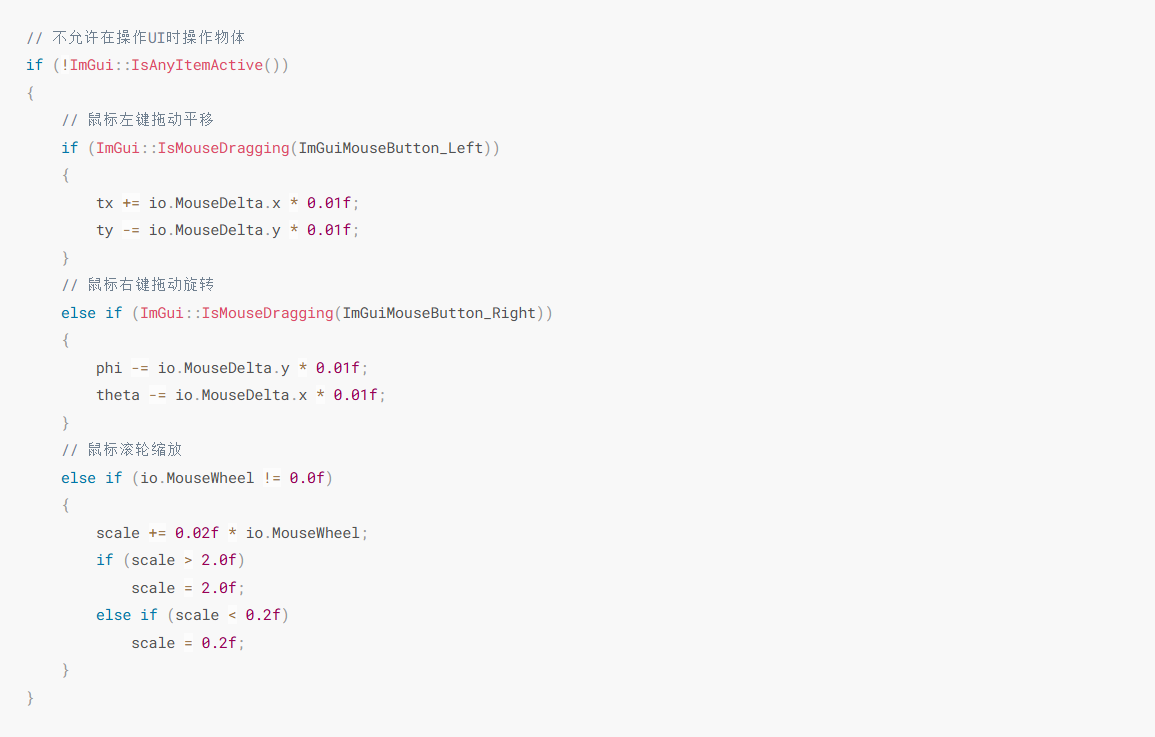 // 不允许在操作UI时操作物体
if (!ImGui::IsAnyItemActive())
{
    // 鼠标左键拖动平移
    if (ImGui::IsMouseDragging(ImGuiMouseButton_Left))
    {
        tx += io.MouseDelta.x * 0.01f;
        ty -= io.MouseDelta.y * 0.01f;
    }
    // 鼠标右键拖动旋转
    else if (ImGui::IsMouseDragging(ImGuiMouseButton_Right))
    {
        phi -= io.MouseDelta.y * 0.01f;
        theta -= io.MouseDelta.x * 0.01f;
    }
    // 鼠标滚轮缩放
    else if (io.MouseWheel != 0.0f)
    {
        scale += 0.02f * io.MouseWheel;
        if (scale > 2.0f)
            scale = 2.0f;
        else if (scale < 0.2f)
            scale = 0.2f;
    }
}